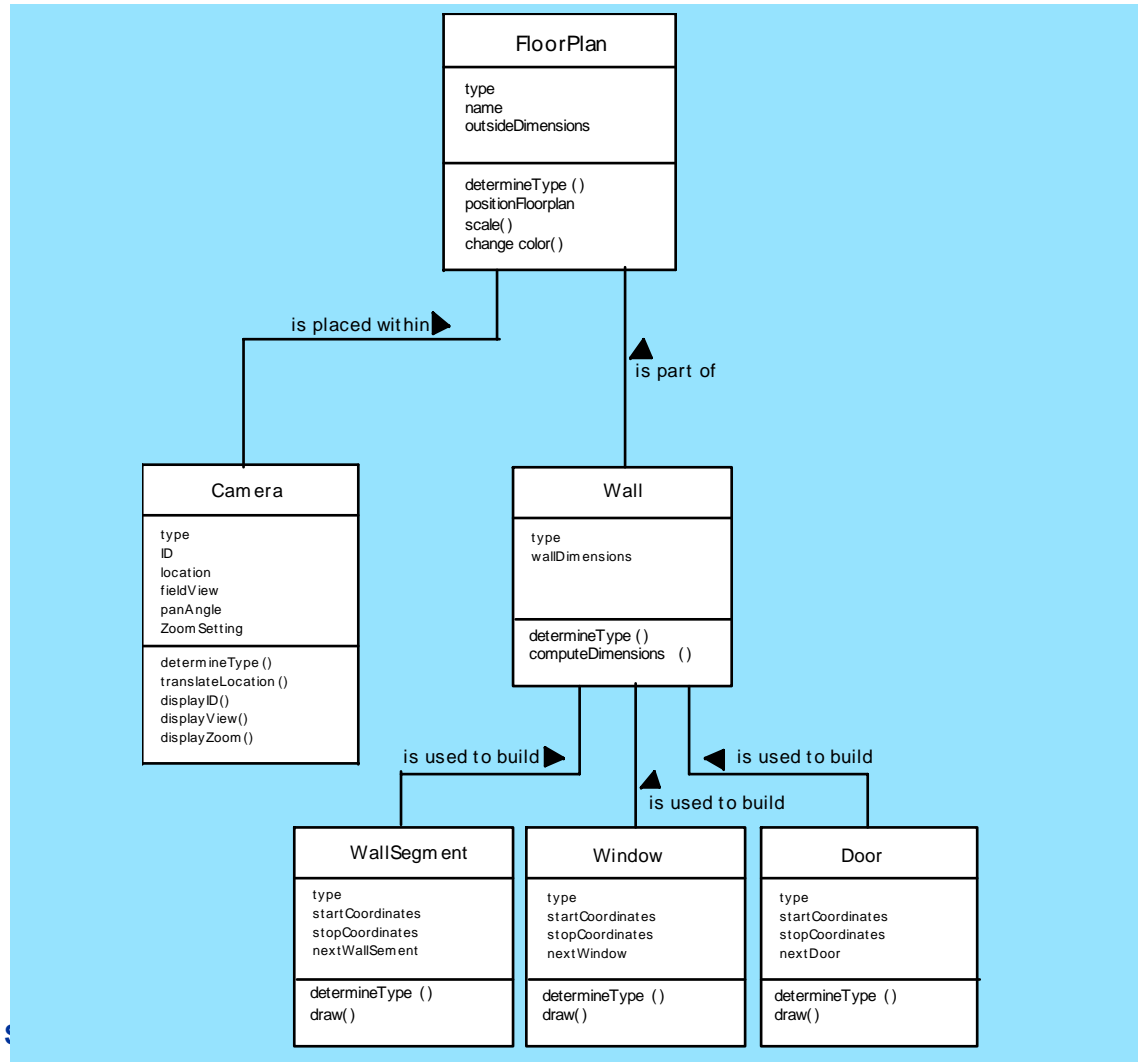 FloorPlan
type
name
outsideDimensions
determineType ( )
positionFloorplan
scale( )
change color( )
is placed within
is part of
Camera
type
ID
location
fieldView
panAngle
ZoomSetting
determineType ( )
translateLocation ( )
displayID( )
displayView( )
displayZoom( )
Wall
type
wallDimensions
determineType ( )
computeDimensions ( )
is used to build
is used to build
is used to build
WallSegment
type
startCoordinates
stopCoordinates
nextWallSement
determineType ( )
draw( )
Window
type
startCoordinates
stopCoordinates
nextWindow
determineType ( )
draw( )
Door
type
startCoordinates
stopCoordinates
nextDoor
determineType ( )
draw( )